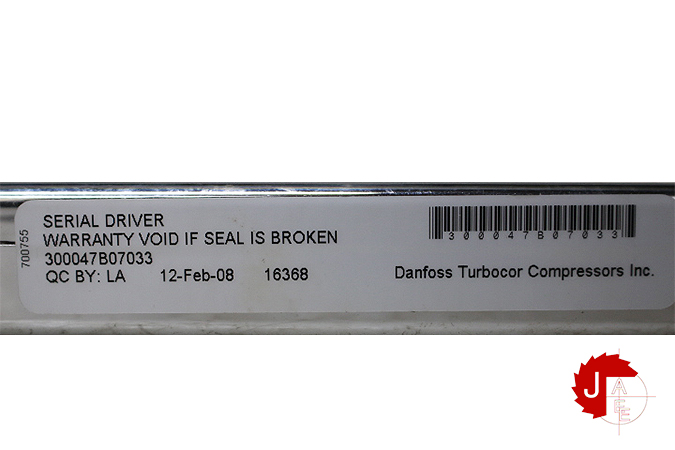 SERIAL DRIVER
WARRANTY VOID IF SEAL IS BROKEN
300047B07033
QC BY: LA 12-Feb-08 16368
700755
300047B07033
Danfoss Turbocor Compressors Inc.
J